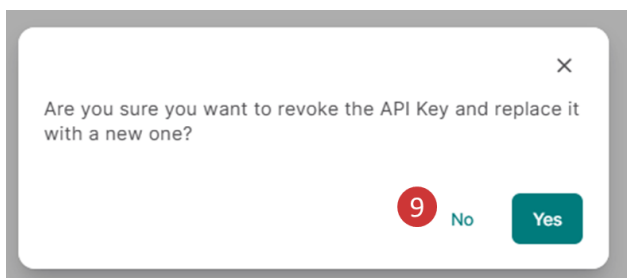 Are you sure you want to revoke the API Key and replace it
with a new one?
9 No Yes